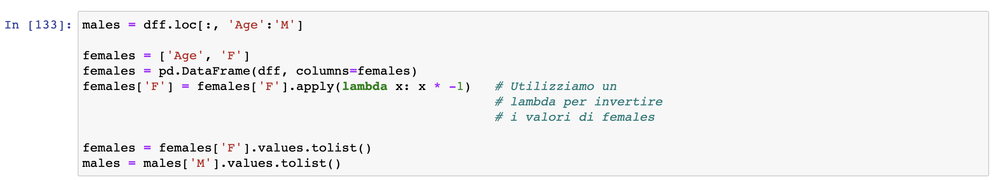 In [133]: males = dff.loc[:, 'Age':'M']
females = ['Age', 'F']
females = pd.DataFrame(dff, columns=females)
females['F'] = females['F'].apply(lambda x: x * -1)   # Utilizziamo un
# lambda per invertire
# i valori di females
females = females['F'].values.tolist()
males = males['M'].values.tolist()